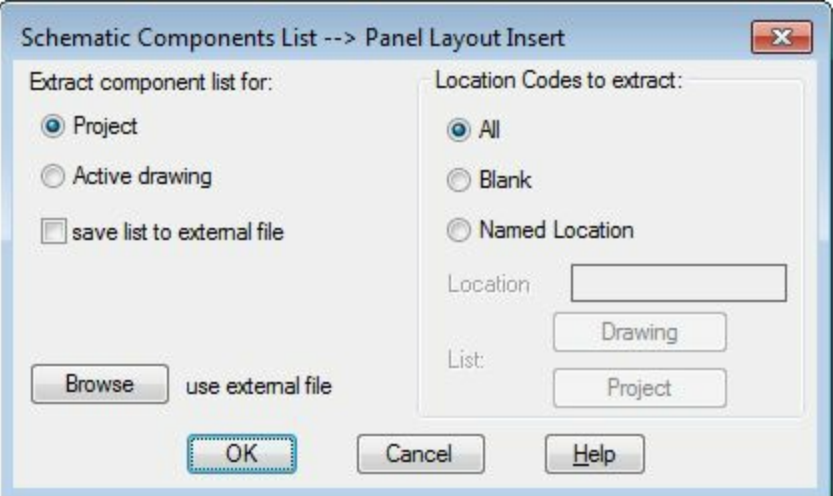 Schematic Components List --> Panel Layout Insert
Extract component list for:
Project
Active drawing
save list to external file
Browse
use external file
Location Codes to extract:
All
Blank
Named Location
Location
List:
Drawing
Project
OK
Cancel
Help